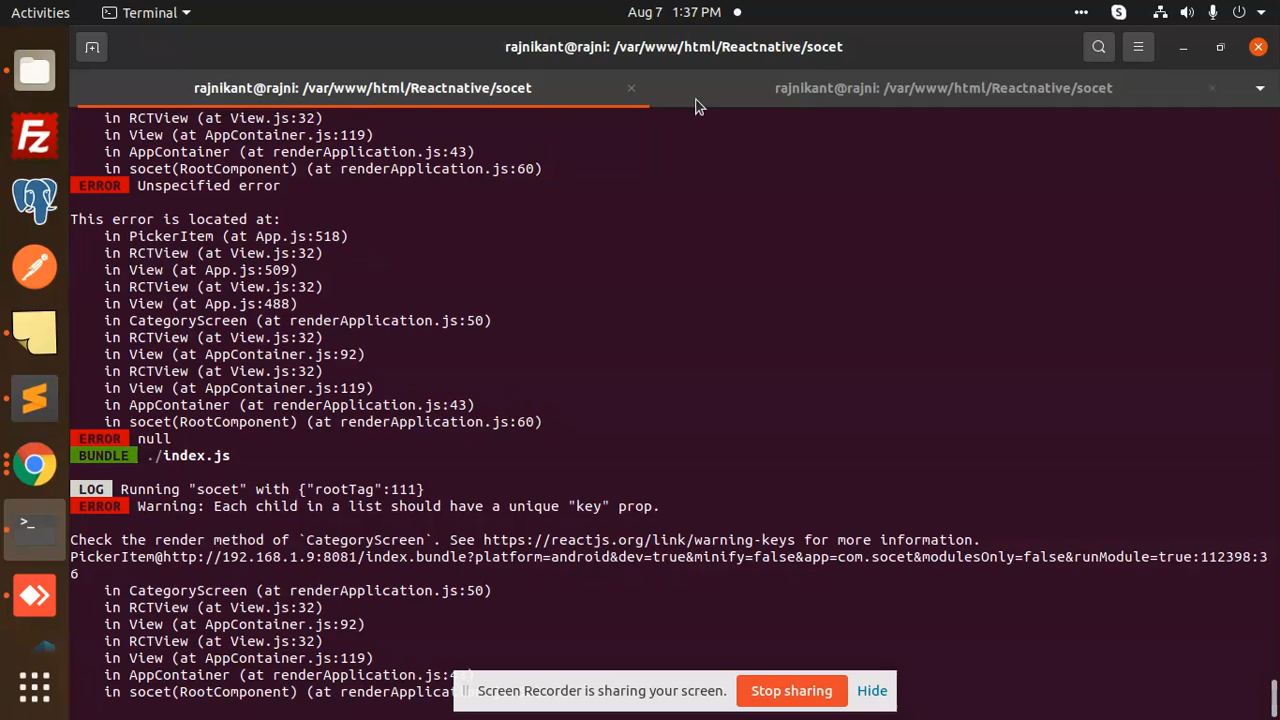 Activities
Terminal
Aug 7 1:37 PM
rajnikant@rajni: /var/www/html/Reactnative/socet
rajnikant@rajni: /var/www/html/Reactnative/socet
rajnikant@rajni: /var/www/html/Reactnative/socet
in RCTView (at View.js:32)
in View (at AppContainer.js:119)
in AppContainer (at renderApplication.js:43)
in socet(RootComponent) (at renderApplication.js:60)
ERROR Unspecified error
This error is located at:
in PickerItem (at App.js:518)
in RCTView (at View.js:32)
in View (at App.js:509)
in RCTView (at View.js:32)
in View (at App.js:488)
in CategoryScreen (at renderApplication.js:50)
in RCTView (at View.js:32)
in View (at AppContainer.js:92)
in RCTView (at View.js:32)
in View (at AppContainer.js:119)
in AppContainer (at renderApplication.js:43)
in socet(RootComponent) (at renderApplication.js:60)
ERROR null
BUNDLE ./index.js
LOG Running "socet" with {"rootTag":111}
ERROR Warning: Each child in a list should have a unique "key" prop.
Check the render method of `CategoryScreen`. See https://reactjs.org/link/warning-keys for more information.
PickerItem@http://192.168.1.9:8081/index.bundle?platform=android&dev=true&minify=false&app=com.socet&modulesOnly=false&runModule=true:112398:3
6
in CategoryScreen (at renderApplication.js:50)
in RCTView (at View.js:32)
in View (at AppContainer.js:92)
in RCTView (at View.js:32)
in View (at AppContainer.js:119)
in AppContainer (at renderApplication.js:4
in socet(RootComponent) (at renderApplicat
Screen Recorder is sharing your screen.
Stop sharing
Hide